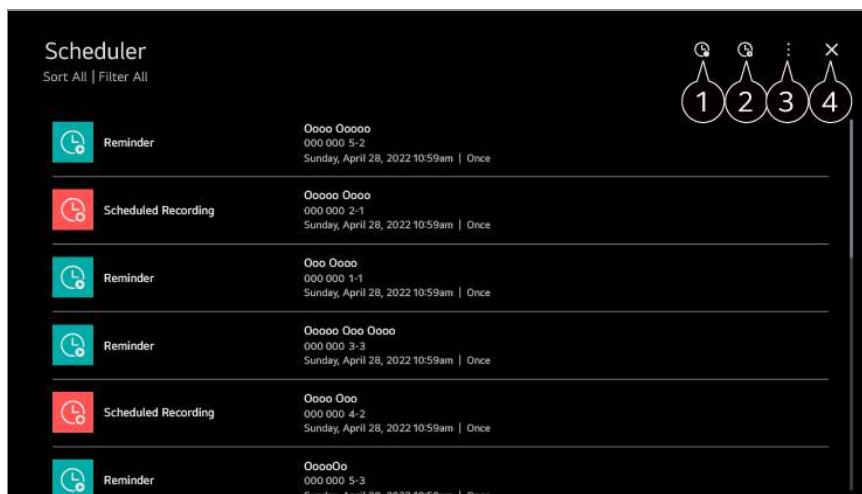 Scheduler
Sort All | Filter All
1 2 3 4
Reminder
Oooo Ooooo
000 000 5-2
Sunday, April 28, 2022 10:59am | Once
Scheduled Recording
Ooooo Oooo
000 000 2-1
Sunday, April 28, 2022 10:59am | Once
Reminder
Ooo Oooo
000 000 1-1
Sunday, April 28, 2022 10:59am | Once
Reminder
Ooooo Ooo Oooo
000 000 3-3
Sunday, April 28, 2022 10:59am | Once
Scheduled Recording
Oooo Ooo
000 000 4-2
Sunday, April 28, 2022 10:59am | Once
Reminder
OoooOo
000 000 5-3